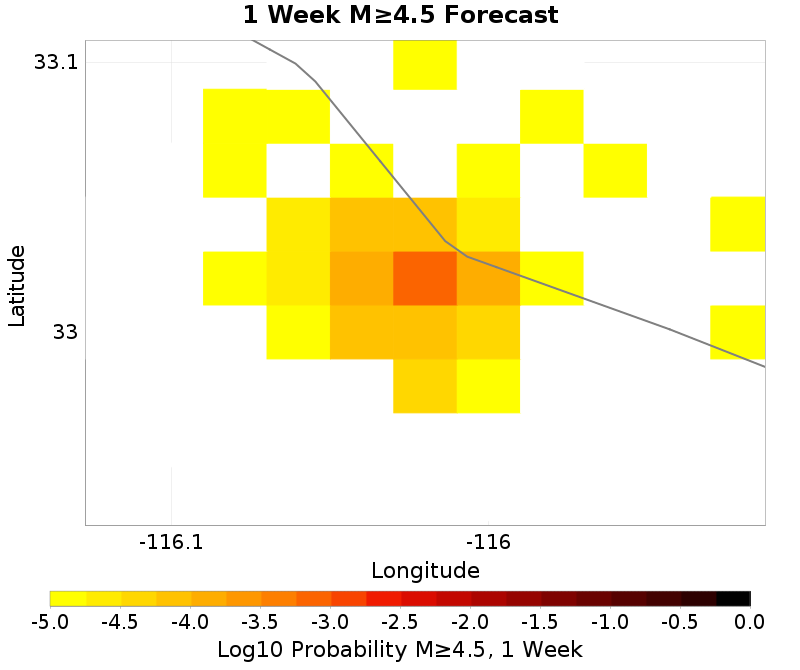 1 Week M≥4.5 Forecast
33.1
33
Latitude
-116.1 -116
Longitude
-5.0 -4.5 -4.0 -3.5 -3.0 -2.5 -2.0 -1.5 -1.0 -0.5 0.0
Log10 Probability M≥4.5, 1 Week